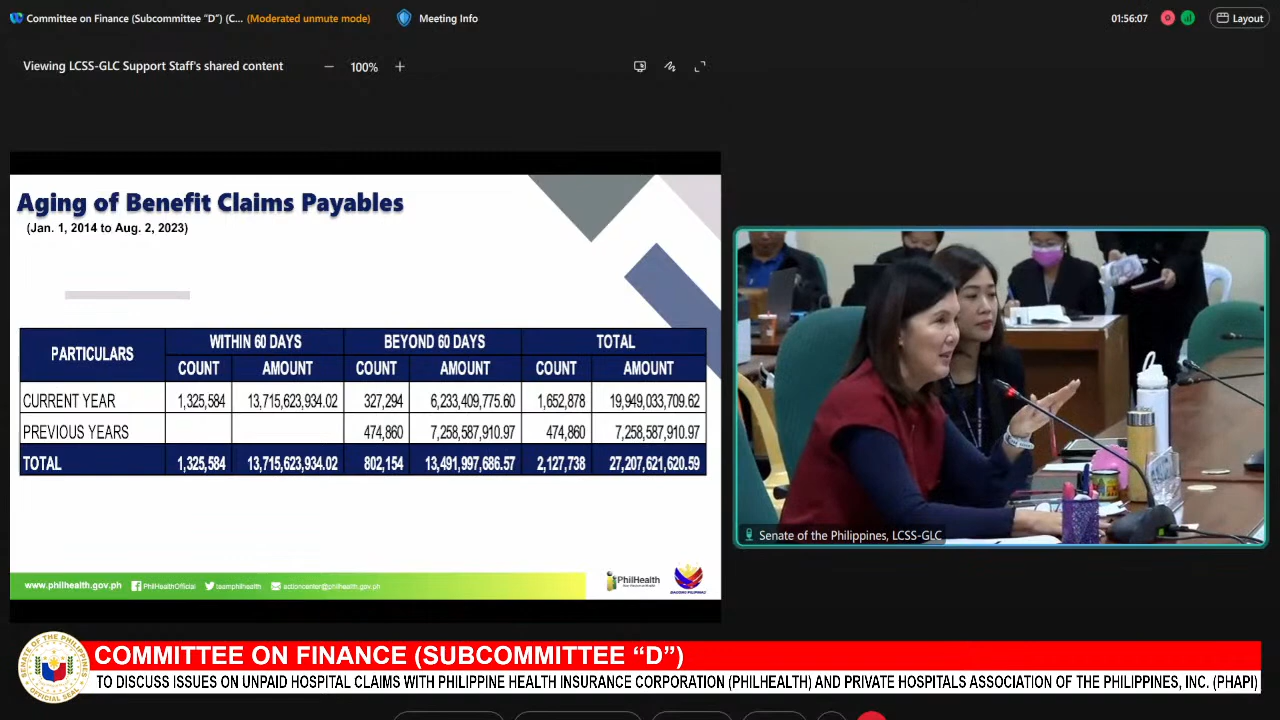 Committee on Finance (Subcommittee "D") (C... (Moderated unmute mode) Meeting Info 01:56:07 Layout
Viewing LCSS-GLC Support Staff's shared content 100%
Aging of Benefit Claims Payables
(Jan. 1, 2014 to Aug. 2, 2023)
PARTICULARS WITHIN 60 DAYS BEYOND 60 DAYS TOTAL
COUNT AMOUNT COUNT AMOUNT COUNT AMOUNT
CURRENT YEAR 1,325,584 13,715,623,934.02 327,294 6,233,409,775.60 1,652,878 19,949,033,709.62
PREVIOUS YEARS 474,860 7,258,587,910.97 474,860 7,258,587,910.97
TOTAL 1,325,584 13,715,623,934.02 802,154 13,491,997,686.57 2,127,738 27,207,621,620.59
www.philhealth.gov.ph PhilHealthOfficial teamphilhealth actioncenter@philhealth.gov.ph PhilHealth
Senate of the Philippines, LCSS-GLC
SENATE OF THE PHILIPPINES
OFFICIAL SEAL
COMMITTEE ON FINANCE (SUBCOMMITTEE “D”)
TO DISCUSS ISSUES ON UNPAID HOSPITAL CLAIMS WITH PHILIPPINE HEALTH INSURANCE CORPORATION (PHILHEALTH) AND PRIVATE HOSPITALS ASSOCIATION OF THE PHILIPPINES, INC. (PHAPI)